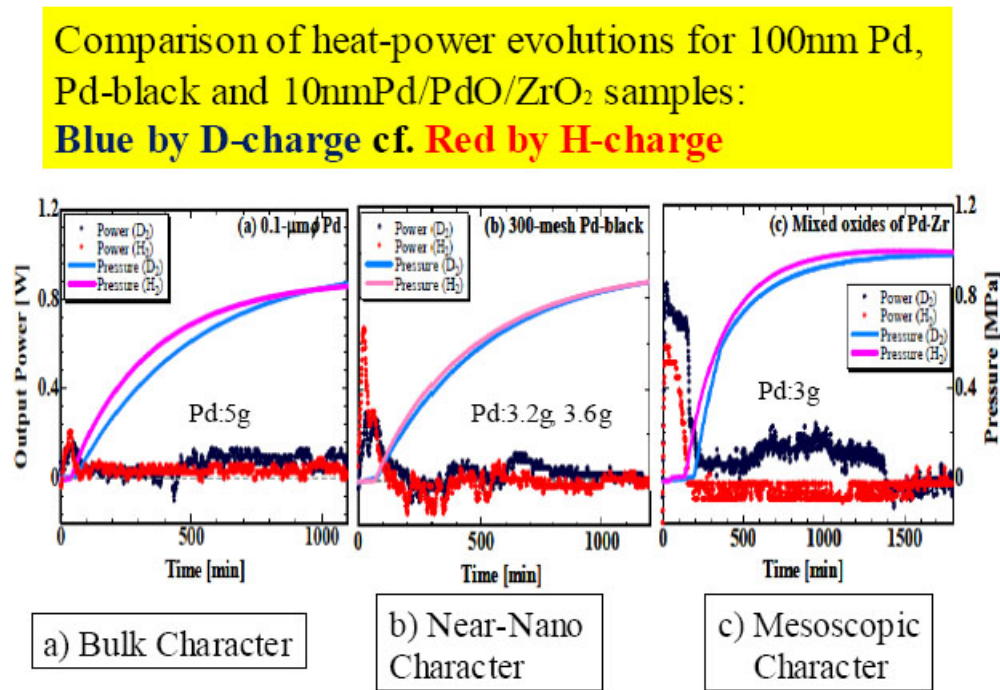 Comparison of heat-power evolutions for 100nm Pd,
Pd-black and 10nmPd/PdO/ZrO₂ samples:
Blue by D-charge cf. Red by H-charge
1.2
0.8
0.4
0
Output Power [W]
(a) 0.1-μmϕ Pd
Power (D₂)
Power (H₂)
Pressure (D₂)
Pressure (H₂)
Pd:5g
0
500
1000
Time [min]
(b) 300-mesh Pd-black
Power (D₂)
Power (H₂)
Pressure (D₂)
Pressure (H₂)
Pd:3.2g, 3.6g
0
1000
Time [min]
(c) Mixed oxides of Pd-Zr
Power (D₂)
Power (H₂)
Pressure (D₂)
Pressure (H₂)
Pd:3g
0
500
1000
1500
Time [min]
1.2
0.8
0.4
0
Pressure [MPa]
a) Bulk Character
b) Near-Nano
Character
c) Mesoscopic
Character